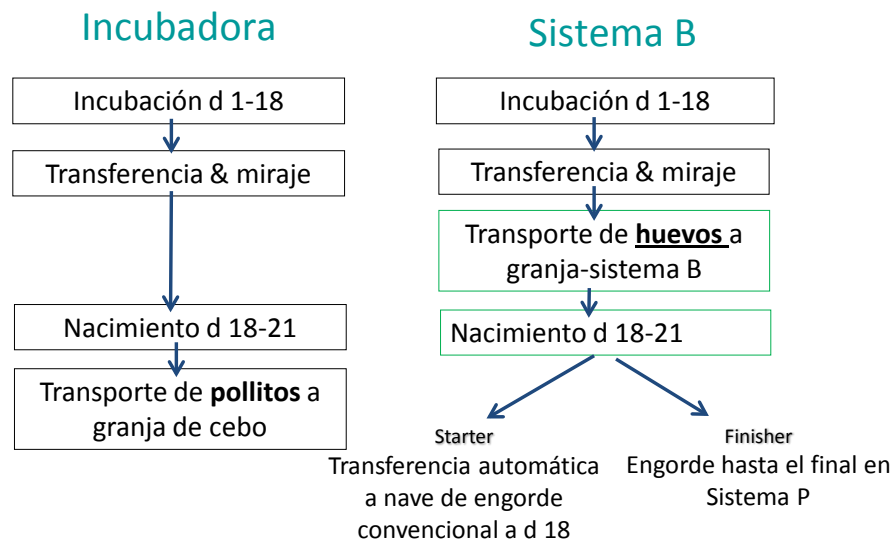 Incubadora
Incubación d 1-18
Transferencia & miraje
Nacimiento d 18-21
Transporte de pollitos a
granja de cebo
Sistema B
Incubación d 1-18
Transferencia & miraje
Transporte de huevos a
granja-sistema B
Nacimiento d 18-21
Starter
Transferencia automática
a nave de engorde
convencional a d 18
Finisher
Engorde hasta el final en
Sistema P